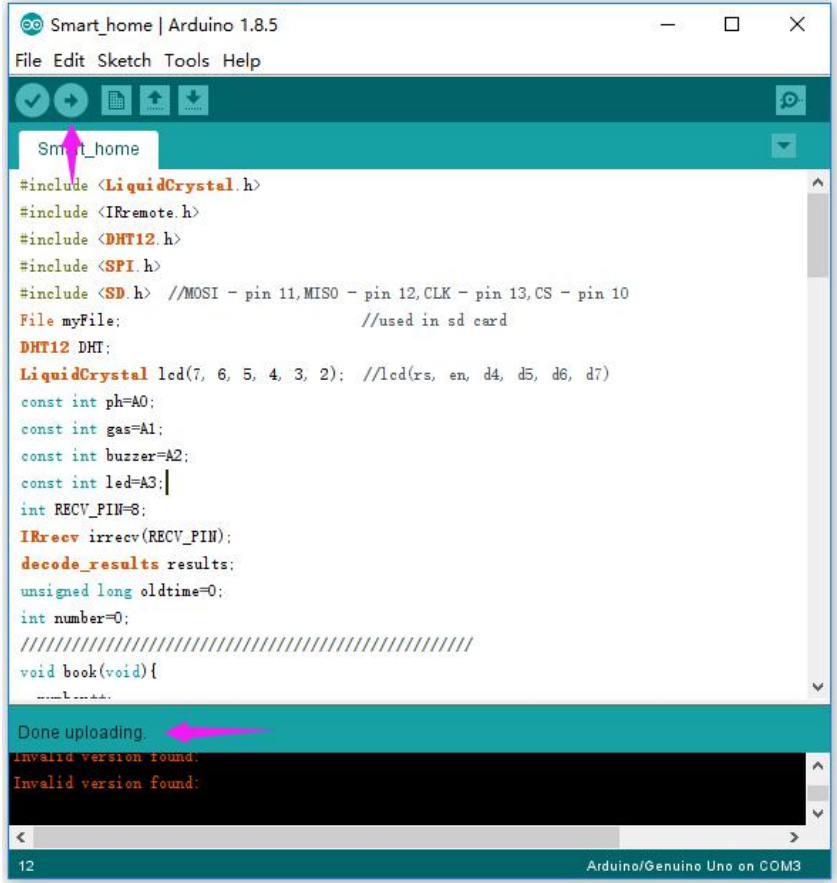 Smart_home | Arduino 1.8.5
File Edit Sketch Tools Help
Smart_home
#include <LiquidCrystal.h>
#include <IRremote.h>
#include <DHT12.h>
#include <SPI.h>
#include <SD.h>  //MOSI - pin 11,MISO - pin 12,CLK - pin 13,CS - pin 10
File myFile;                              //used in sd card
DHT12 DHT;
LiquidCrystal lcd(7, 6, 5, 4, 3, 2);  //lcd(rs, en, d4, d5, d6, d7)
const int ph=A0;
const int gas=A1;
const int buzzer=A2;
const int led=A3;
int RECV_PIN=8;
IRrecv irrecv(RECV_PIN);
decode_results results;
unsigned long oldtime=0;
int number=0;
//////////////////////////////////////////////////////
void book(void){
number++;
Done uploading.
Invalid version found:
Invalid version found:
12
Arduino/Genuino Uno on COM3